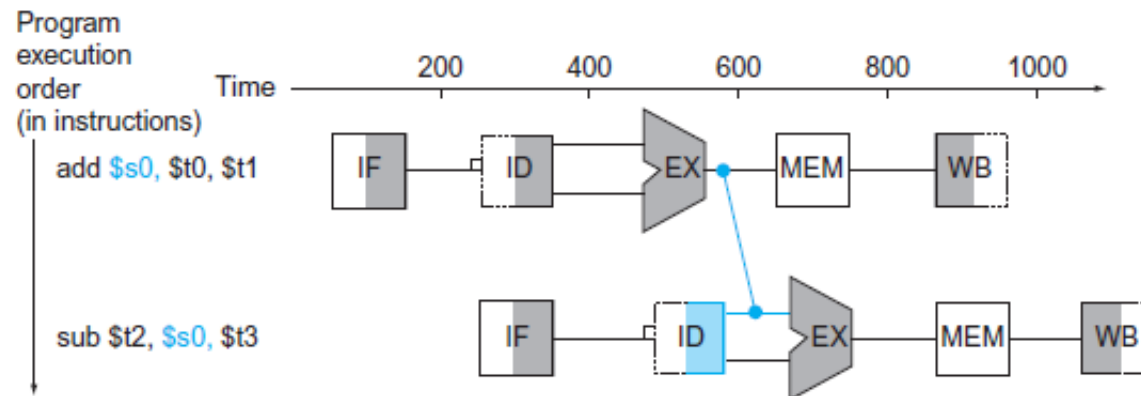 Program
execution
order
(in instructions)
Time
200 400 600 800 1000
add $s0, $t0, $t1
IF ID EX MEM WB
sub $t2, $s0, $t3
IF ID EX MEM WB